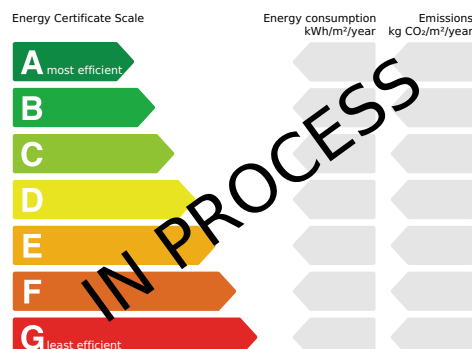 Energy Certificate Scale
Energy consumption
kWh/m²/year
Emissions
kg CO₂/m²/year
A most efficient
B
C
D
E
F
G least efficient
IN PROCESS